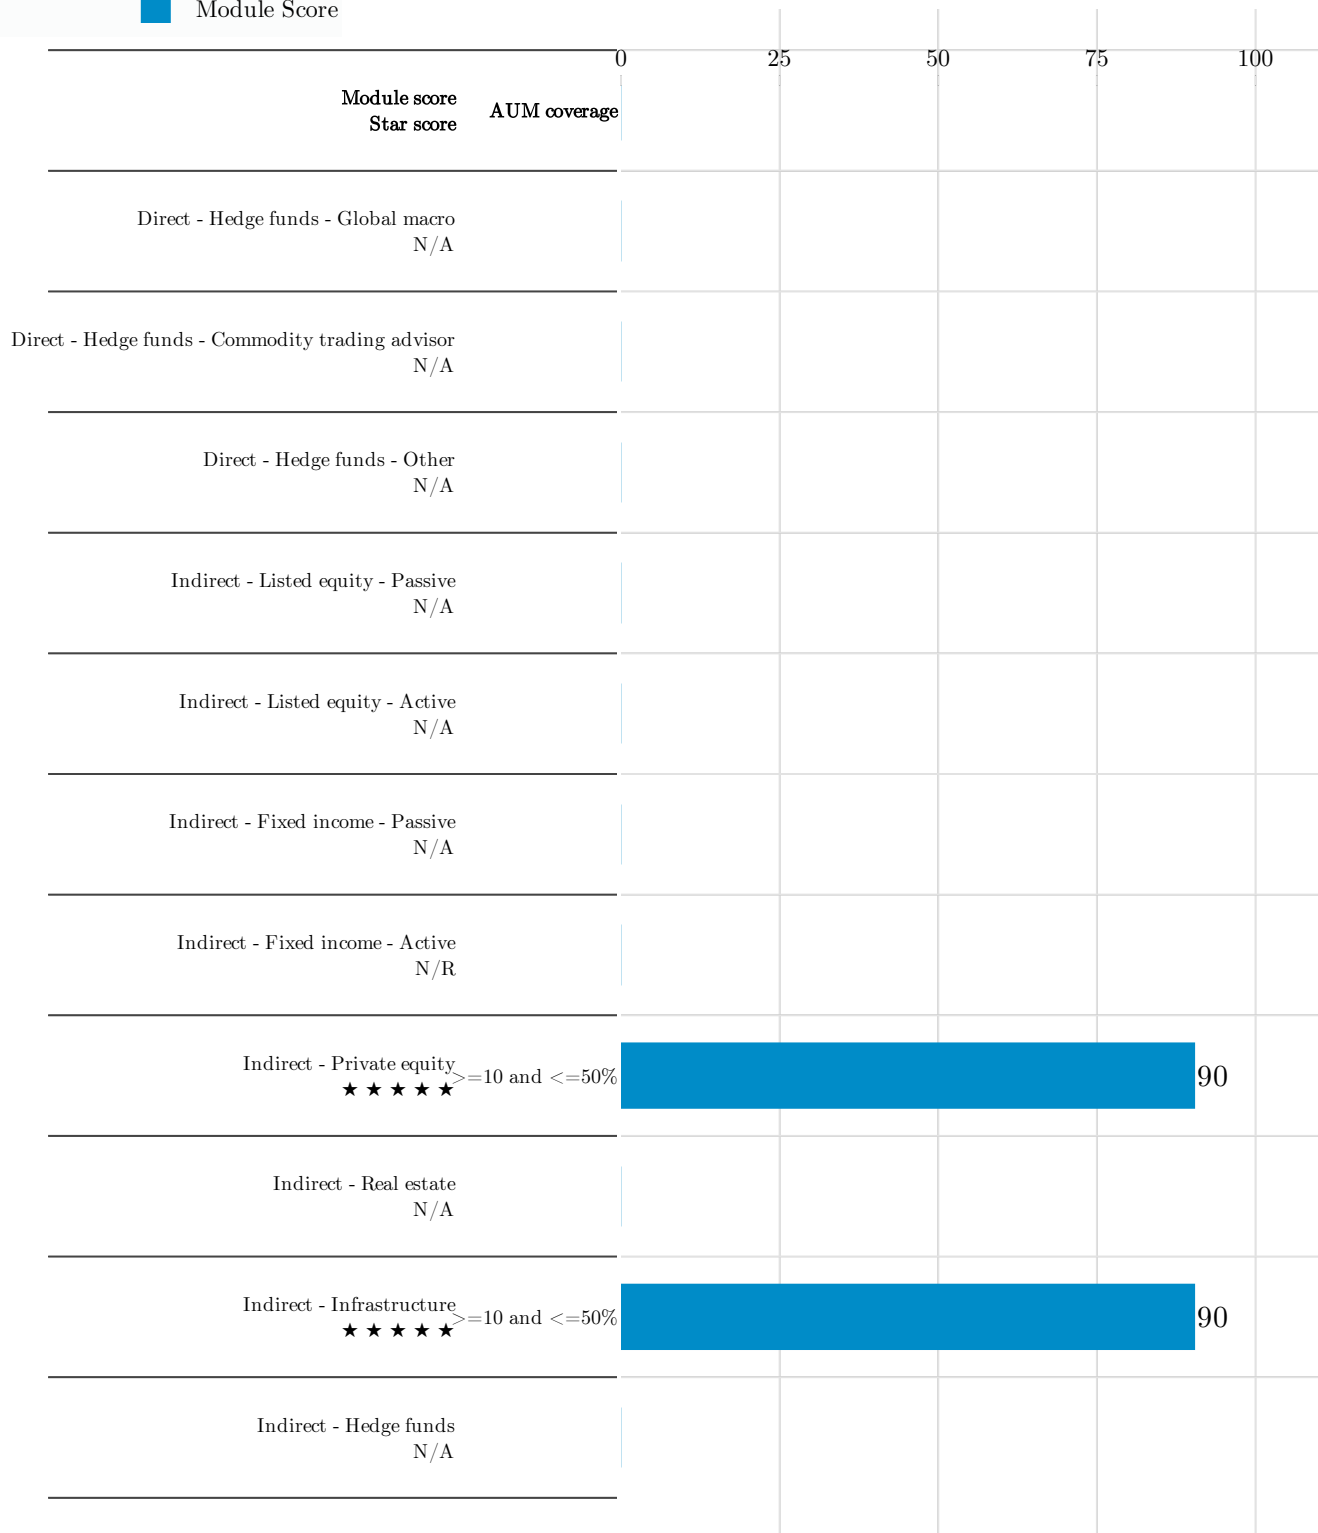 Module Score
0 25 50 75 100
Module score
Star score
AUM coverage
Direct - Hedge funds - Global macro
N/A
Direct - Hedge funds - Commodity trading advisor
N/A
Direct - Hedge funds - Other
N/A
Indirect - Listed equity - Passive
N/A
Indirect - Listed equity - Active
N/A
Indirect - Fixed income - Passive
N/A
Indirect - Fixed income - Active
N/R
Indirect - Private equity
★ ★ ★ ★ ★
>=10 and <=50%
90
Indirect - Real estate
N/A
Indirect - Infrastructure
★ ★ ★ ★ ★
>=10 and <=50%
90
Indirect - Hedge funds
N/A